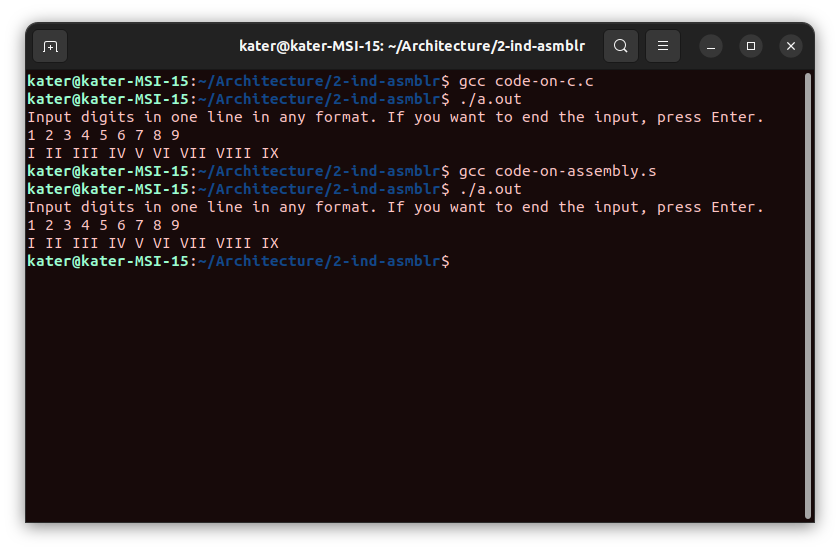 kater@kater-MSI-15: ~/Architecture/2-ind-asmblr
kater@kater-MSI-15:~/Architecture/2-ind-asmblr$ gcc code-on-c.c
kater@kater-MSI-15:~/Architecture/2-ind-asmblr$ ./a.out
Input digits in one line in any format. If you want to end the input, press Enter.
1 2 3 4 5 6 7 8 9
I II III IV V VI VII VIII IX
kater@kater-MSI-15:~/Architecture/2-ind-asmblr$ gcc code-on-assembly.s
kater@kater-MSI-15:~/Architecture/2-ind-asmblr$ ./a.out
Input digits in one line in any format. If you want to end the input, press Enter.
1 2 3 4 5 6 7 8 9
I II III IV V VI VII VIII IX
kater@kater-MSI-15:~/Architecture/2-ind-asmblr$